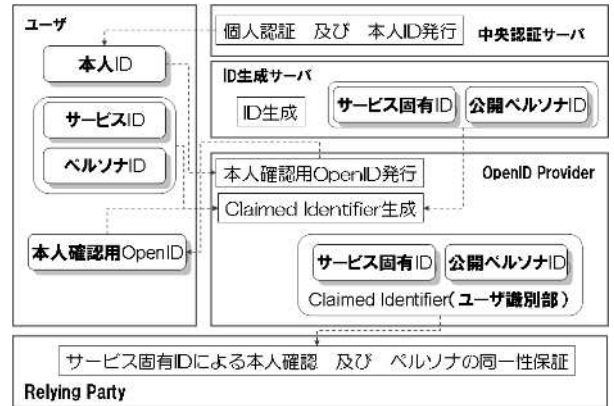 ユーザ
個人認証　及び　本人ID発行
中央認証サーバ
本人ID
ID生成サーバ
サービスID
ID生成
サービス固有ID
公開ペルソナID
ペルソナID
本人確認用OpenID発行
OpenID Provider
Claimed Identifier生成
本人確認用OpenID
サービス固有ID
公開ペルソナID
Claimed Identifier(ユーザ識別部)
サービス固有IDによる本人確認　及び　ペルソナの同一性保証
Relying Party